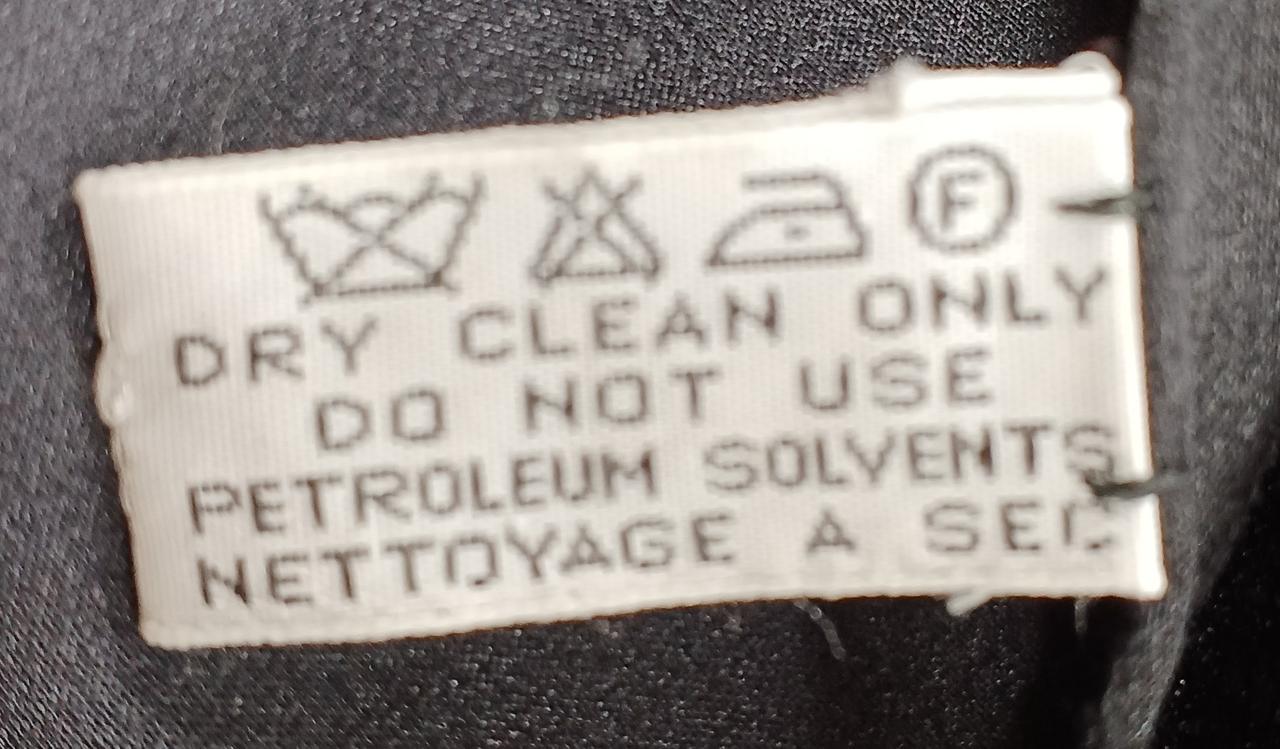 F
DRY CLEAN ONLY
DO NOT USE
PETROLEUM SOLVENTS
NETTOYAGE A SEC